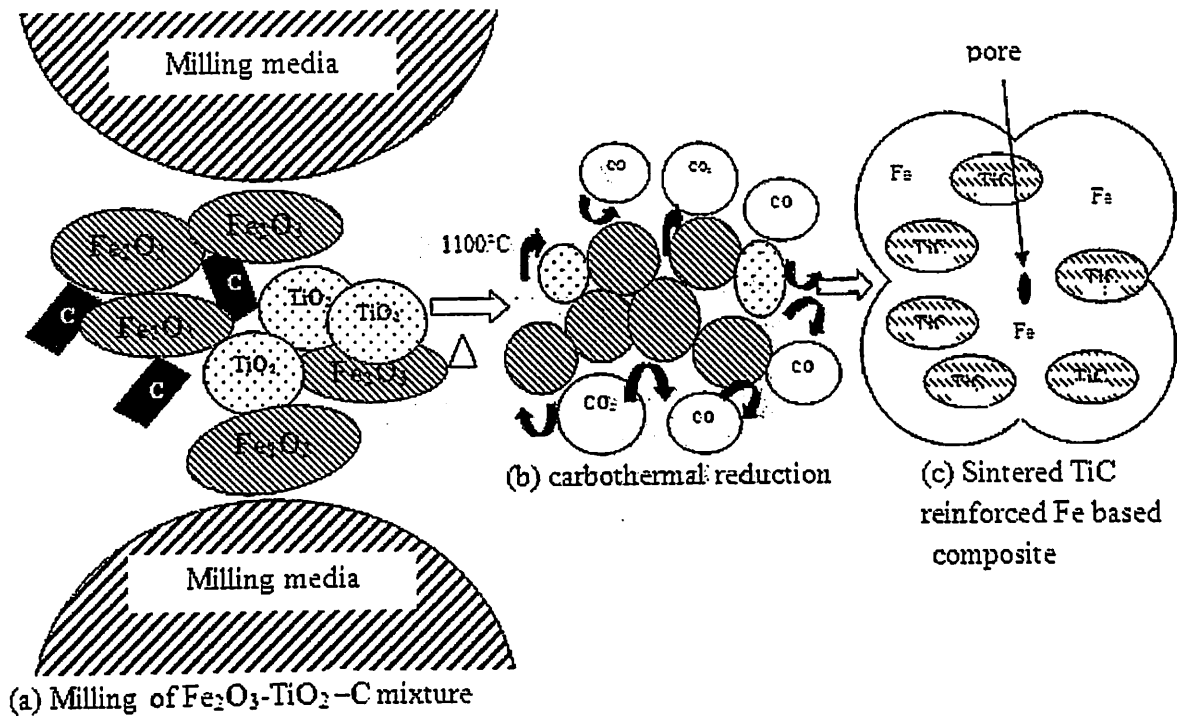 Milling media
Fe₂O₃
Fe₂O₃
C
C
Fe₂O₃
TiO₂
TiO₂
C
TiO₂
Fe₂O₃
Fe₂O₃
Milling media
(a) Milling of Fe₂O₃-TiO₂–C mixture
1100°C
△
CO
CO₂
CO
CO
CO₂
CO
(b) carbothermal reduction
pore
Fe
TiC
Fe
TiC
TiC
TiC
Fe
TiC
TiC
(c) Sintered TiC
reinforced Fe based
composite